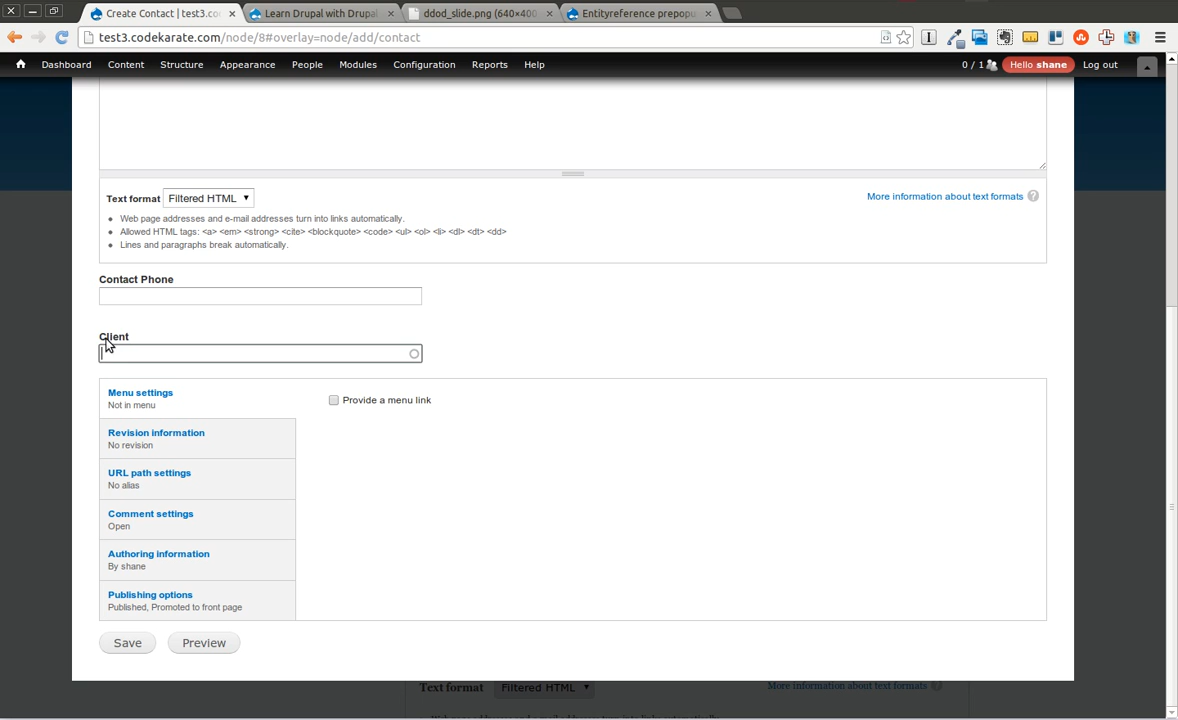 Create Contact | test3.co
Learn Drupal with Drupal
ddod_slide.png (640×400
Entityreference prepopu
test3.codekarate.com/node/8#overlay=node/add/contact
Dashboard Content Structure Appearance People Modules Configuration Reports Help 0 / 1 Hello shane Log out
Text format Filtered HTML
More information about text formats
Web page addresses and e-mail addresses turn into links automatically.
Allowed HTML tags: <a> <em> <strong> <cite> <blockquote> <code> <ul> <ol> <li> <dl> <dt> <dd>
Lines and paragraphs break automatically.
Contact Phone
Client
Menu settings
Not in menu
Provide a menu link
Revision information
No revision
URL path settings
No alias
Comment settings
Open
Authoring information
By shane
Publishing options
Published, Promoted to front page
Save Preview
Text format Filtered HTML
More information about text formats